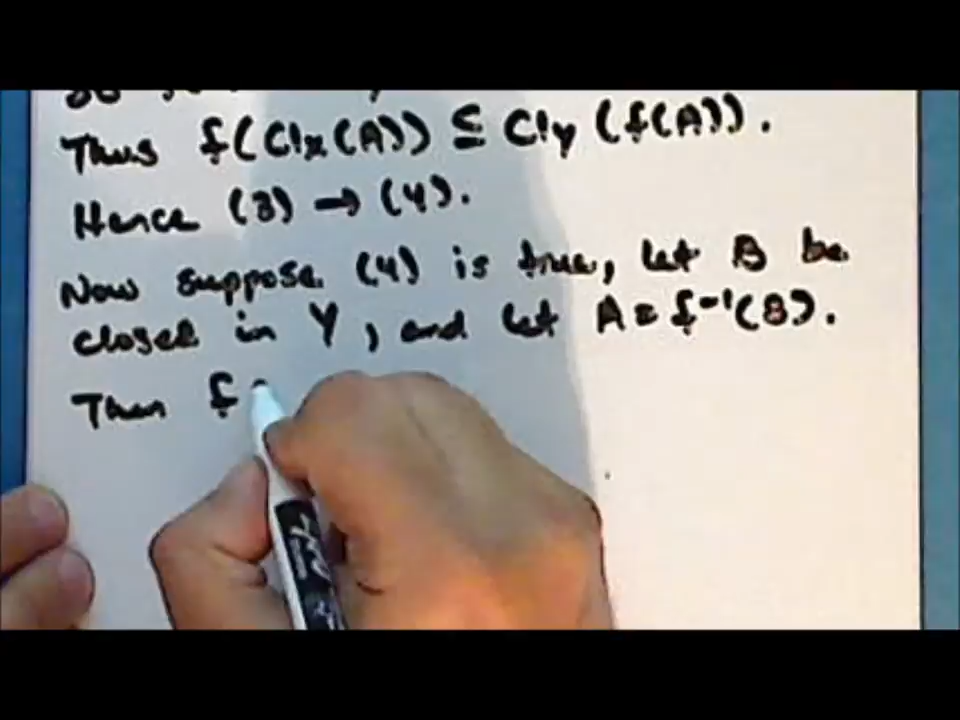 Thus f(Clx(A)) ⊆ Cly (f(A)).
Hence (3) → (4).
Now suppose (4) is true, let B be
closed in Y, and let A = f⁻¹(B).
Then f